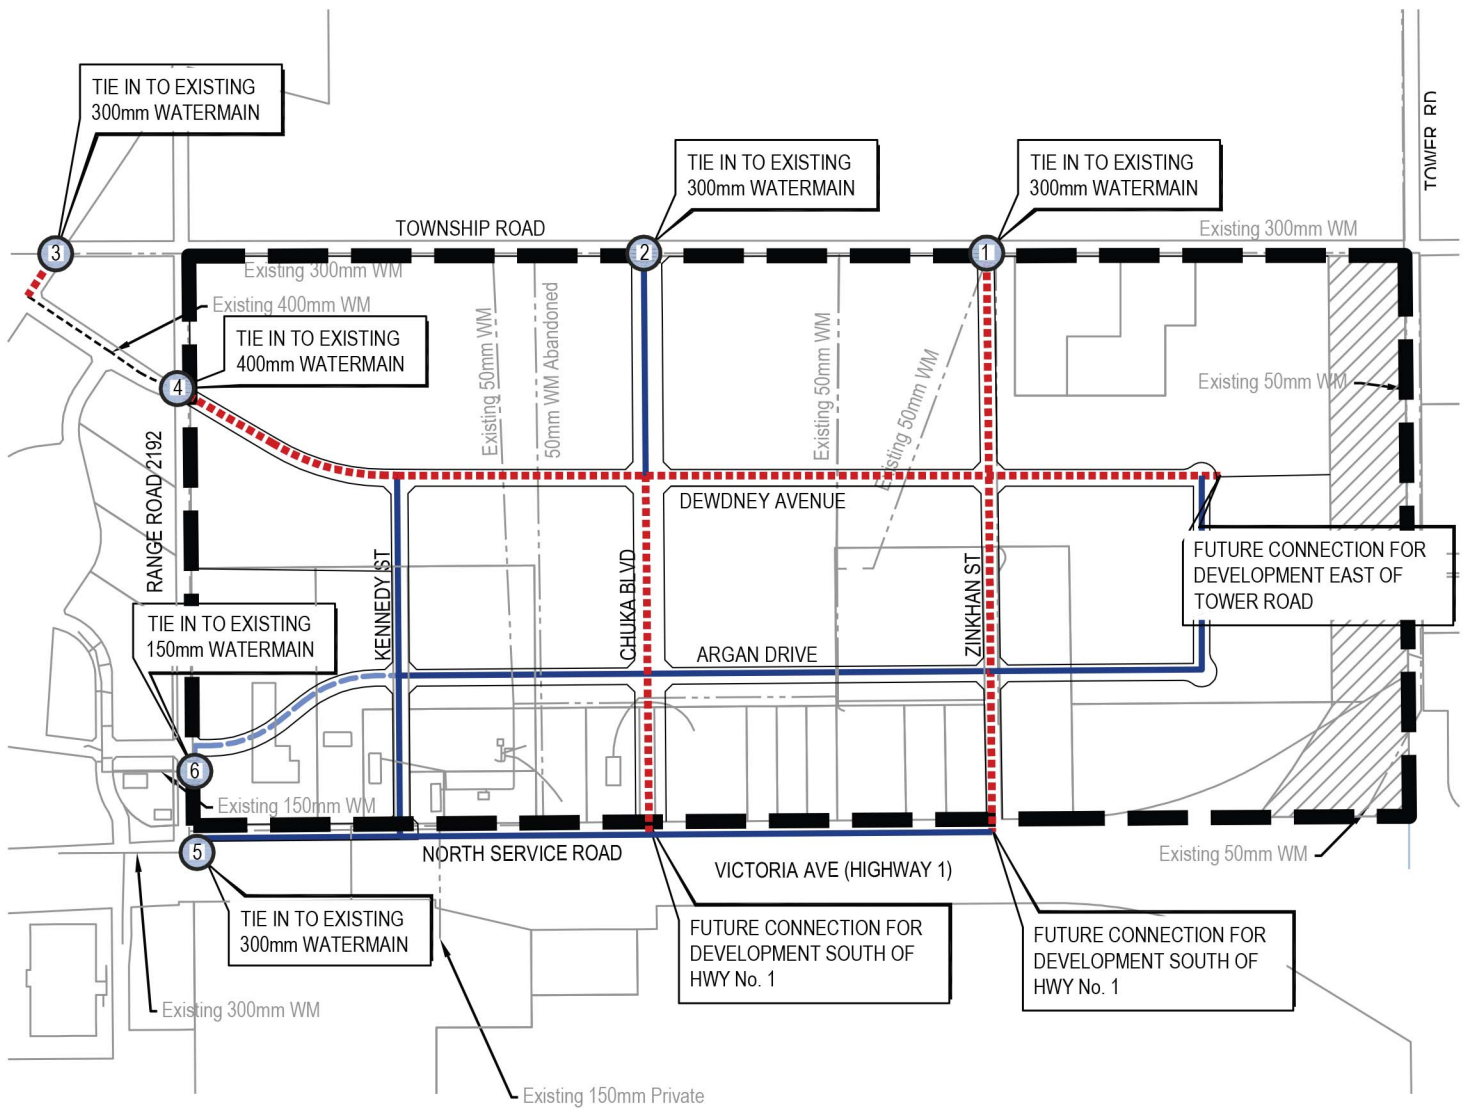 TIE IN TO EXISTING
300mm WATERMAIN
TOWER RD
TIE IN TO EXISTING
300mm WATERMAIN
TIE IN TO EXISTING
300mm WATERMAIN
TOWNSHIP ROAD
Existing 300mm WM
3
2
1
Existing 300mm WM
Existing 400mm WM
TIE IN TO EXISTING
400mm WATERMAIN
4
Existing 50mm WM
50mm WM Abandoned
Existing 50mm WM
Existing 50mm WM
Existing 50mm WM
RANGE ROAD 2192
DEWDNEY AVENUE
KENNEDY ST
CHUKA BLVD
ZINKHAN ST
FUTURE CONNECTION FOR
DEVELOPMENT EAST OF
TOWER ROAD
TIE IN TO EXISTING
150mm WATERMAIN
ARGAN DRIVE
6
Existing 150mm WM
5
NORTH SERVICE ROAD
VICTORIA AVE (HIGHWAY 1)
Existing 50mm WM
TIE IN TO EXISTING
300mm WATERMAIN
FUTURE CONNECTION FOR
DEVELOPMENT SOUTH OF
HWY No. 1
FUTURE CONNECTION FOR
DEVELOPMENT SOUTH OF
HWY No. 1
Existing 300mm WM
Existing 150mm Private